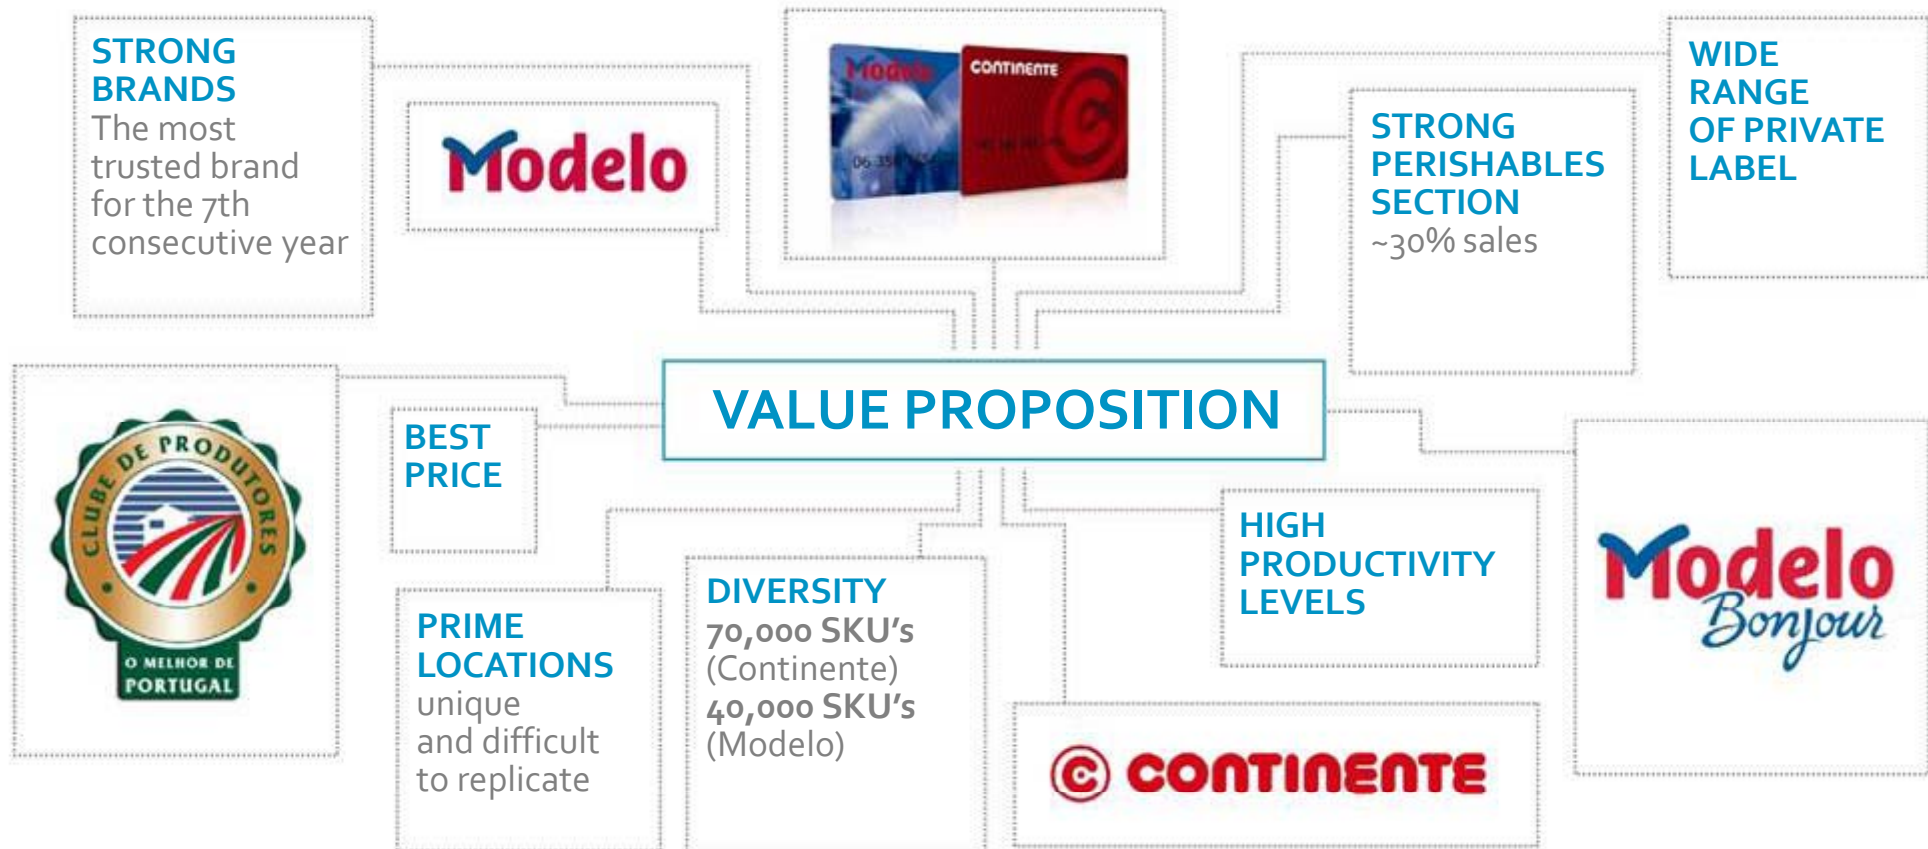 STRONG
BRANDS
The most
trusted brand
for the 7th
consecutive year
Modelo
Modelo
CONTINENTE
STRONG
PERISHABLES
SECTION
~30% sales
WIDE
RANGE
OF PRIVATE
LABEL
VALUE PROPOSITION
CLUBE DE PRODUTORES
O MELHOR DE
PORTUGAL
BEST
PRICE
PRIME
LOCATIONS
unique
and difficult
to replicate
DIVERSITY
70,000 SKU's
(Continente)
40,000 SKU's
(Modelo)
HIGH
PRODUCTIVITY
LEVELS
C CONTINENTE
Modelo
Bonjour